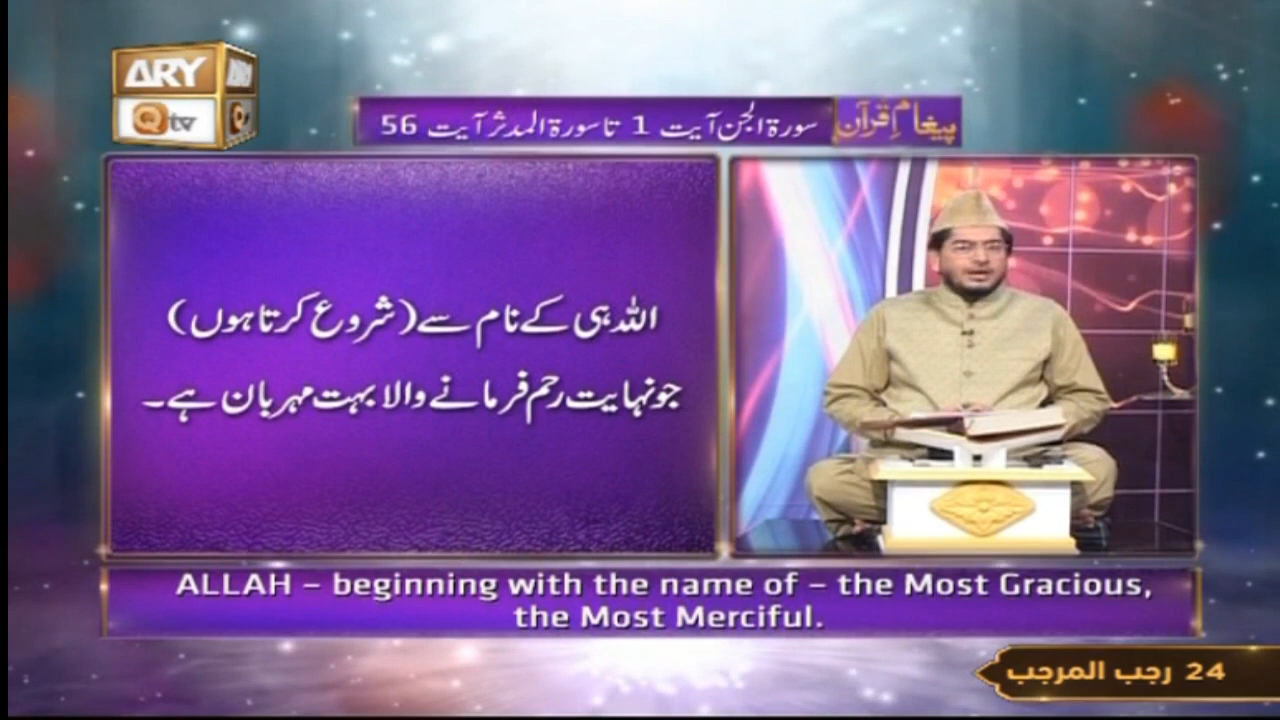 ARY
Qtv
پیغامِ قرآن
سورۃ الجن آیت 1 تا سورۃ المدثر آیت 56
اللہ ہی کے نام سے (شروع کرتا ہوں)
جو نہایت رحم فرمانے والا بہت مہربان ہے۔
ALLAH – beginning with the name of – the Most Gracious,
the Most Merciful.
24 رجب المرجب